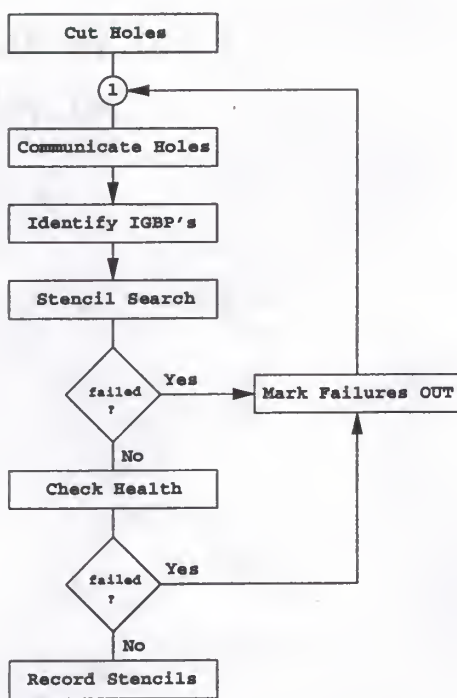 Cut Holes
1
Communicate Holes
Identify IGBP's
Stencil Search
failed
?
Yes
Mark Failures OUT
No
Check Health
failed
?
Yes
No
Record Stencils